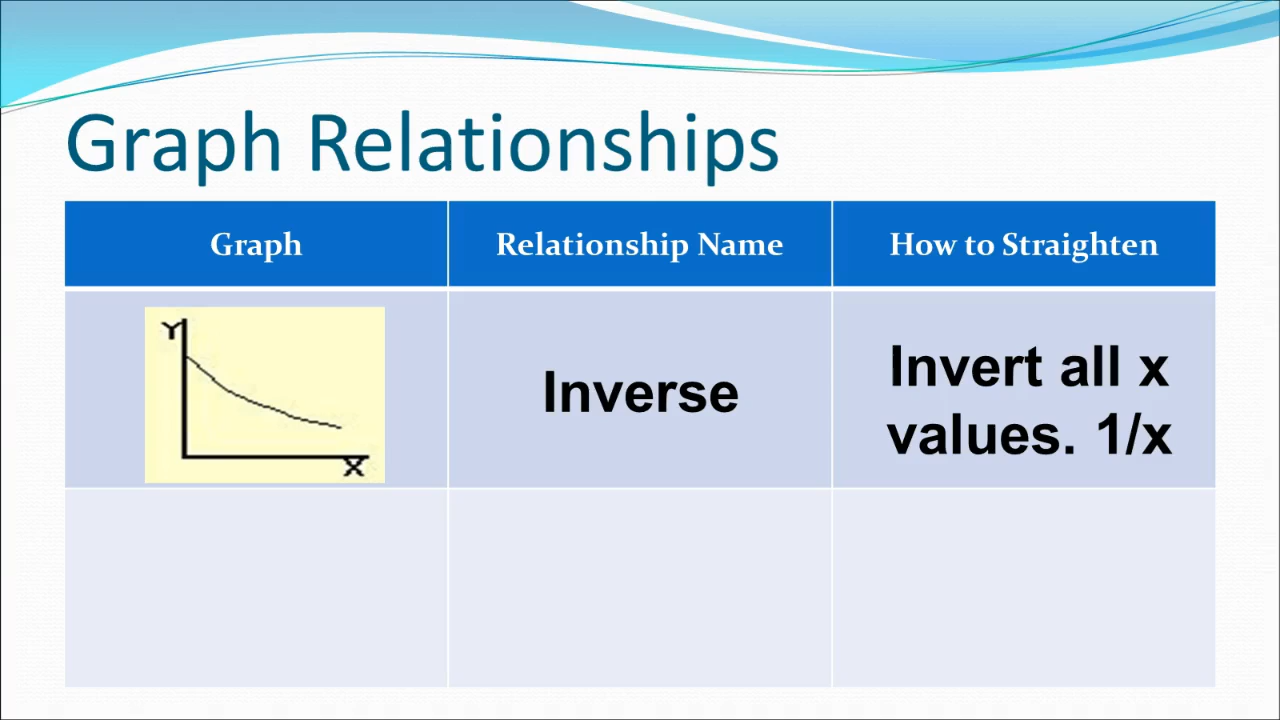 Graph Relationships
Graph
Relationship Name
How to Straighten
Y
X
Inverse
Invert all x
values. 1/x